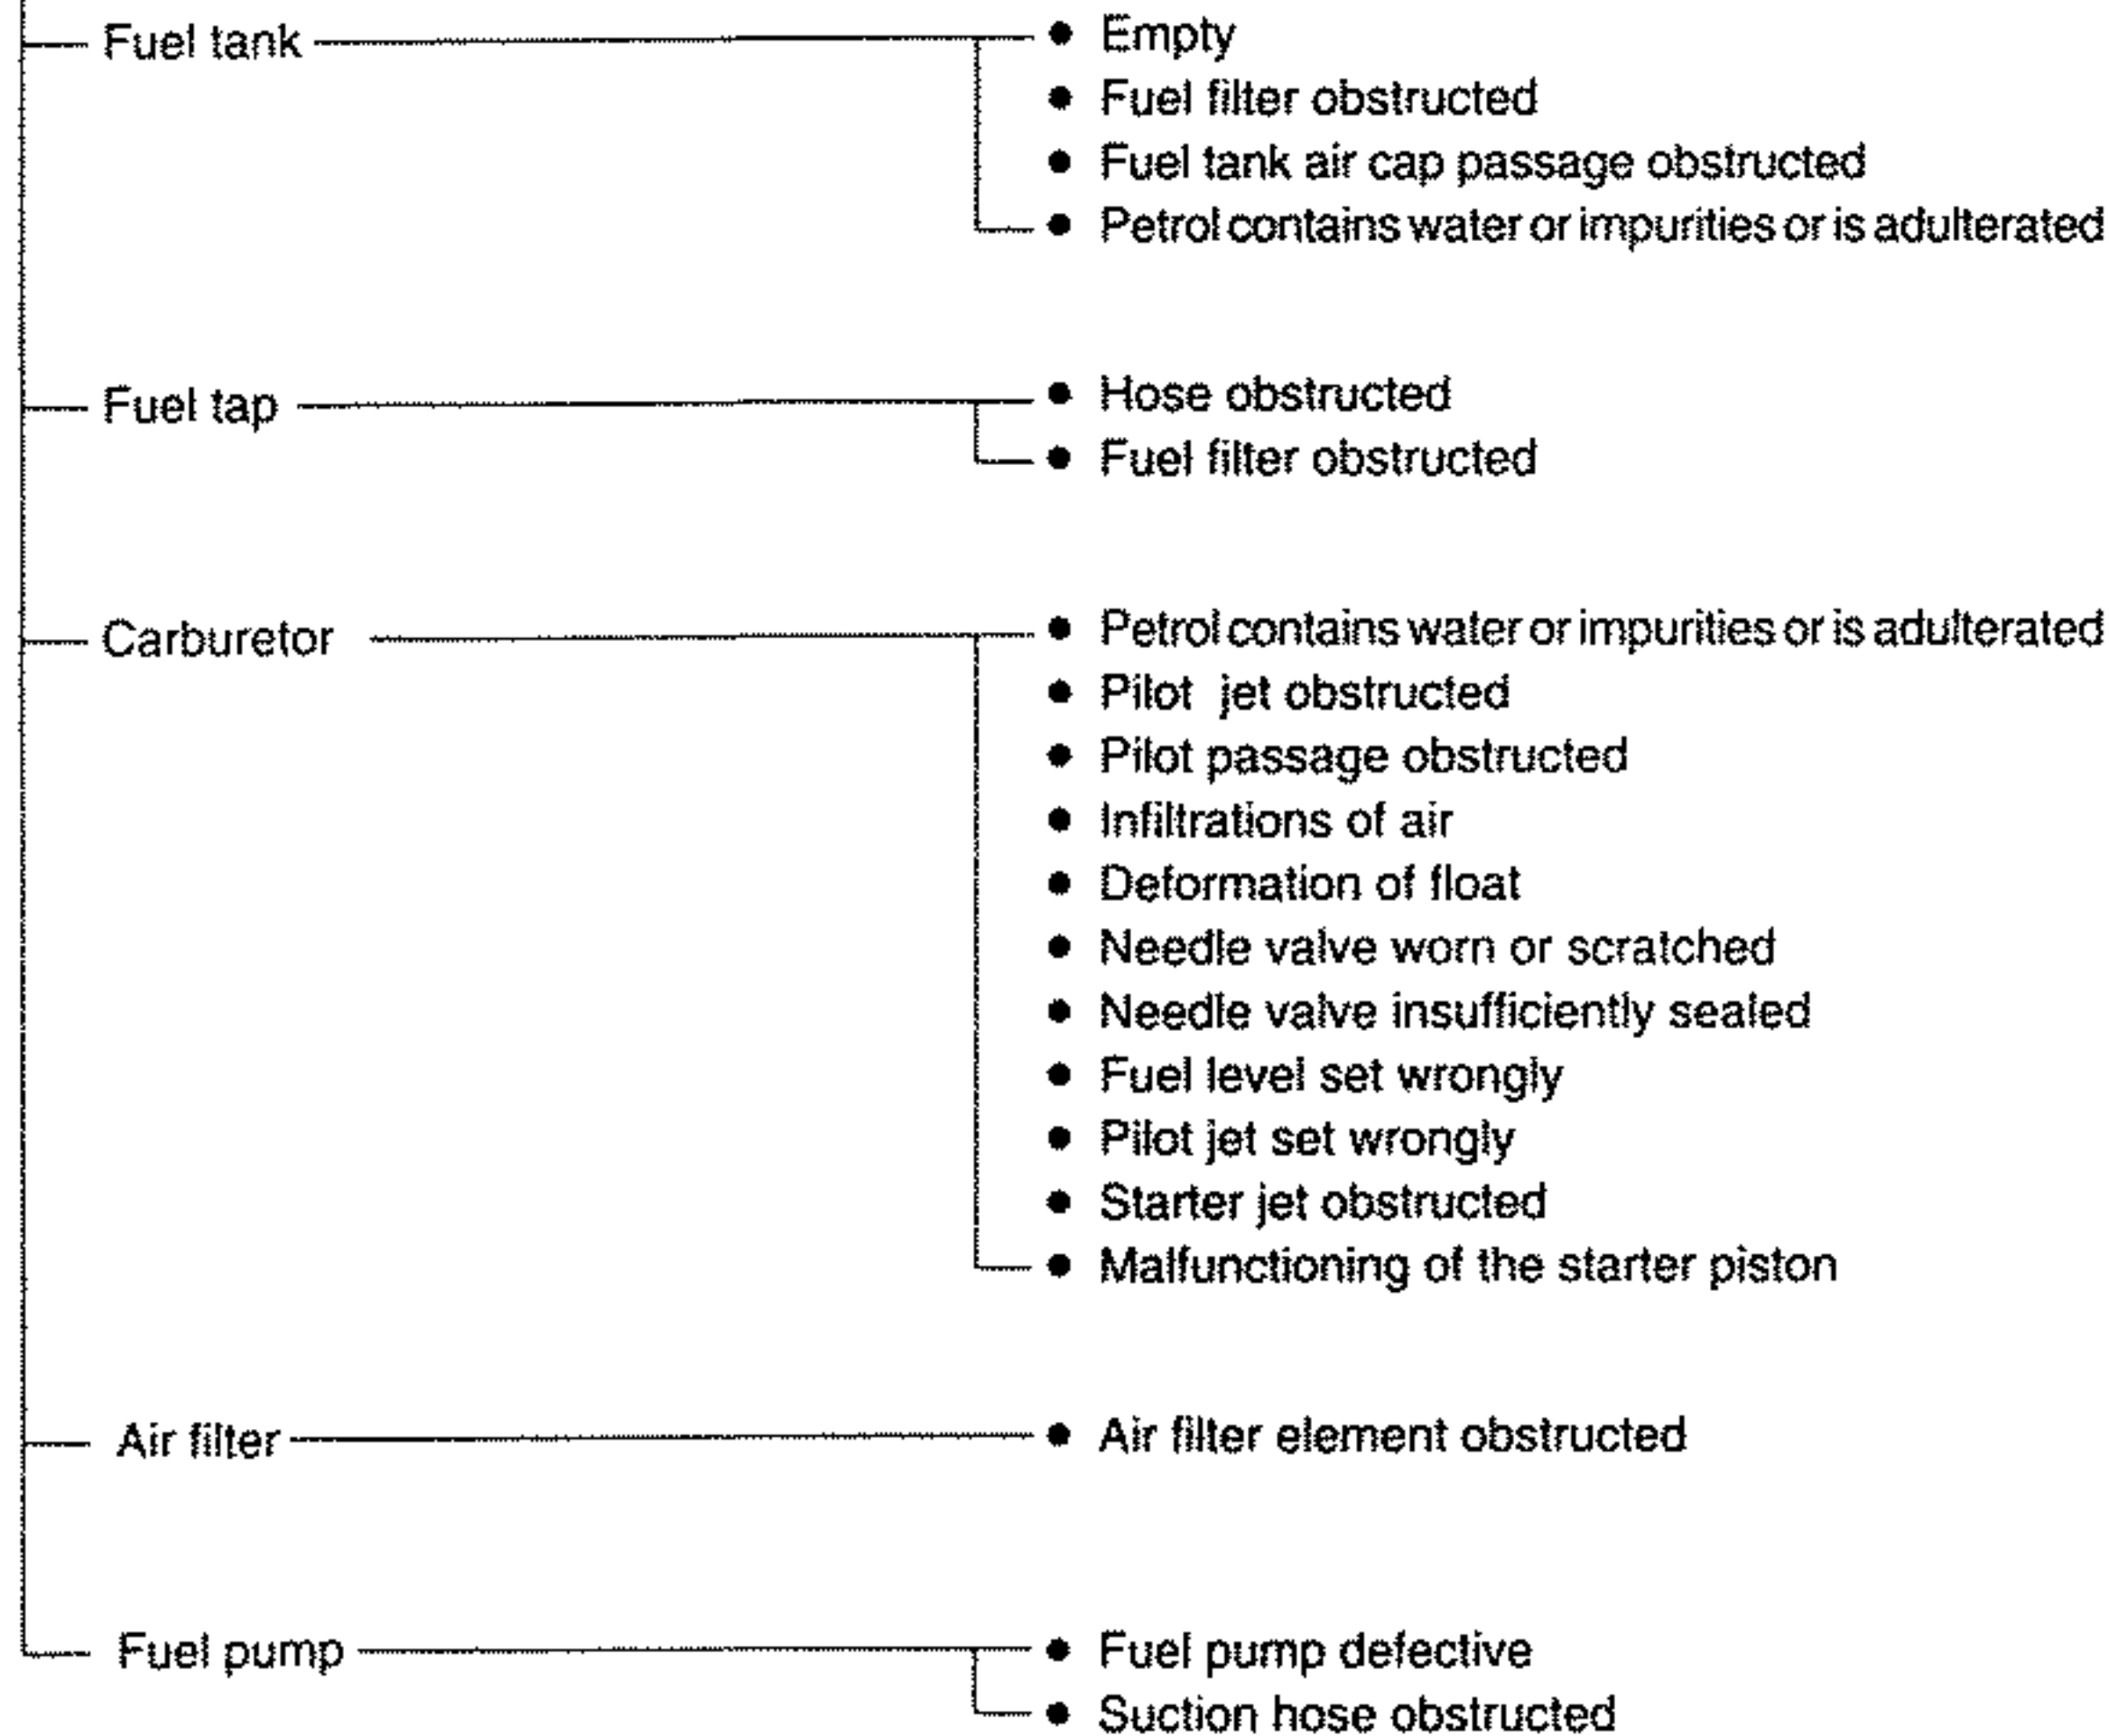 Fuel tank
● Empty
● Fuel filter obstructed
● Fuel tank air cap passage obstructed
● Petrol contains water or impurities or is adulterated
Fuel tap
● Hose obstructed
● Fuel filter obstructed
Carburetor
● Petrol contains water or impurities or is adulterated
● Pilot jet obstructed
● Pilot passage obstructed
● Infiltrations of air
● Deformation of float
● Needle valve worn or scratched
● Needle valve insufficiently sealed
● Fuel level set wrongly
● Pilot jet set wrongly
● Starter jet obstructed
● Malfunctioning of the starter piston
Air filter
● Air filter element obstructed
Fuel pump
● Fuel pump defective
● Suction hose obstructed